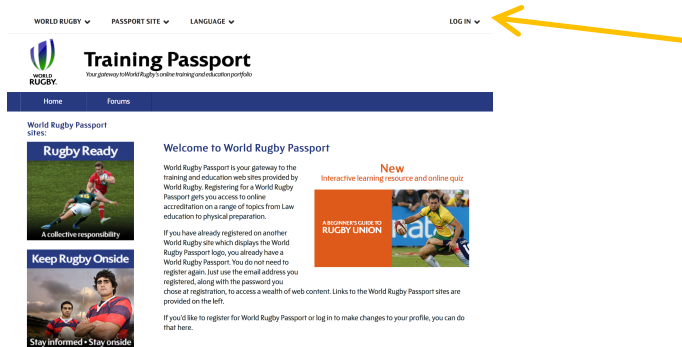 WORLD RUGBY PASSPORT SITE LANGUAGE LOG IN
WORLD
RUGBY.
Training Passport
Your gateway to World Rugby's online training and education portfolio
Home Forums
World Rugby Passport
sites:
Rugby Ready
A collective responsibility
Keep Rugby Onside
Stay informed • Stay onside
Welcome to World Rugby Passport
World Rugby Passport is your gateway to the
training and education web sites provided by
World Rugby. Registering for a World Rugby
Passport gets you access to online
accreditation on a range of topics from Law
education to physical preparation.
If you have already registered on another
World Rugby site which displays the World
Rugby Passport logo, you already have a
World Rugby Passport. You do not need to
register again. Just use the email address you
registered, along with the password you
chose at registration, to access a wealth of web content. Links to the World Rugby Passport sites are
provided on the left.
If you'd like to register for World Rugby Passport or log in to make changes to your profile, you can do
that here.
New
Interactive learning resource and online quiz
A BEGINNER'S GUIDE TO
RUGBY UNION